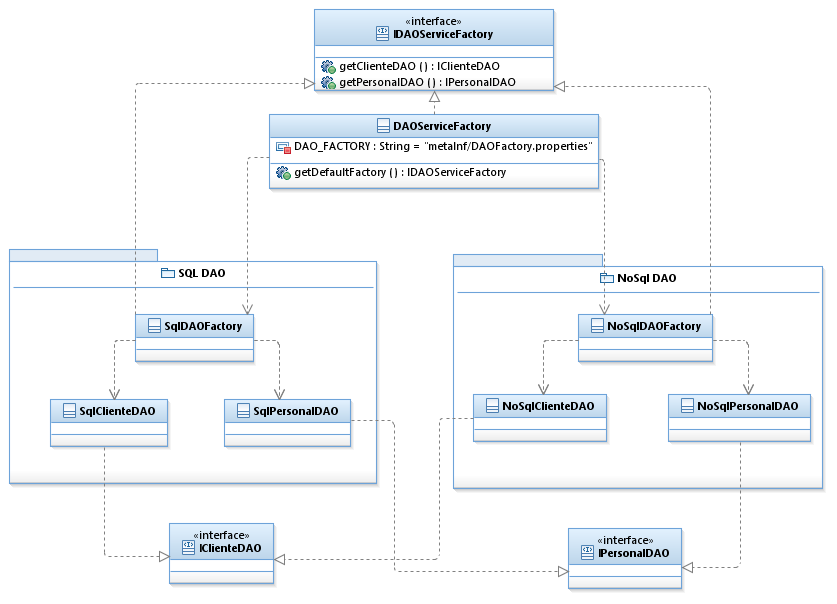 «interface»
IDAOServiceFactory
getClienteDAO ( ) : IClienteDAO
getPersonalDAO ( ) : IPersonalDAO
DAOServiceFactory
DAO_FACTORY : String = "metaInf/DAOFactory.properties"
getDefaultFactory ( ) : IDAOServiceFactory
SQL DAO
NoSql DAO
SqlDAOFactory
NoSqlDAOFactory
SqlClienteDAO
SqlPersonalDAO
NoSqlClienteDAO
NoSqlPersonalDAO
«interface»
IClienteDAO
«interface»
IPersonalDAO